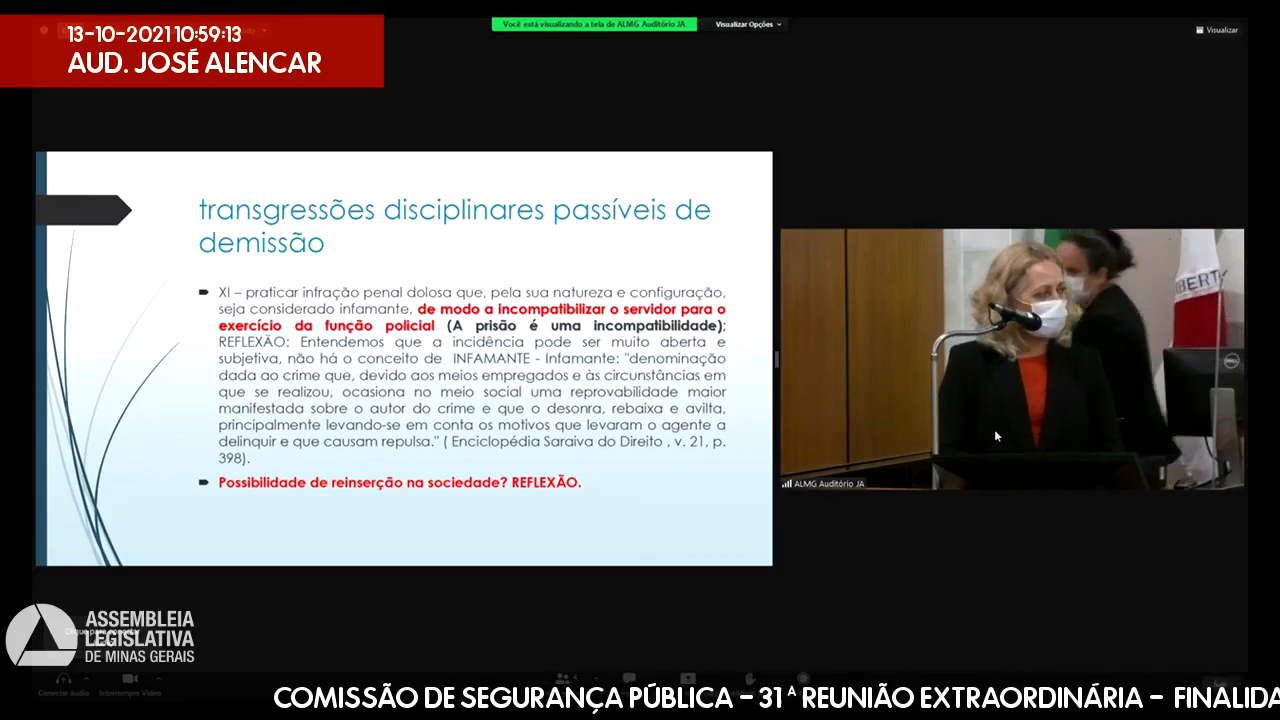 13-10-2021 10:59:13
AUD. JOSÉ ALENCAR
Você está visualizando a tela de ALMG Auditório JA
Visualizar Opções
Visualizar
transgressões disciplinares passíveis de
demissão
XI – praticar infração penal dolosa que, pela sua natureza e configuração,
seja considerado infamante, de modo a incompatibilizar o servidor para o
exercício da função policial (A prisão é uma incompatibilidade);
REFLEXÃO: Entendemos que a incidência pode ser muito aberta e
subjetiva, não há o conceito de INFAMANTE - Infamante: "denominação
dada ao crime que, devido aos meios empregados e às circunstâncias em
que se realizou, ocasiona no meio social uma reprovabilidade maior
manifestada sobre o autor do crime e que o desonra, rebaixa e avilta,
principalmente levando-se em conta os motivos que levaram o agente a
delinquir e que causam repulsa." ( Enciclopédia Saraiva do Direito , v. 21, p.
398).
Possibilidade de reinserção na sociedade? REFLEXÃO.
IBERTA
DELL
ALMG Auditório JA
ASSEMBLEIA
LEGISLATIVA
DE MINAS GERAIS
Conectar áudio
Interromper Vídeo
COMISSÃO DE SEGURANÇA PÚBLICA – 31ª REUNIÃO EXTRAORDINÁRIA – FINALIDA